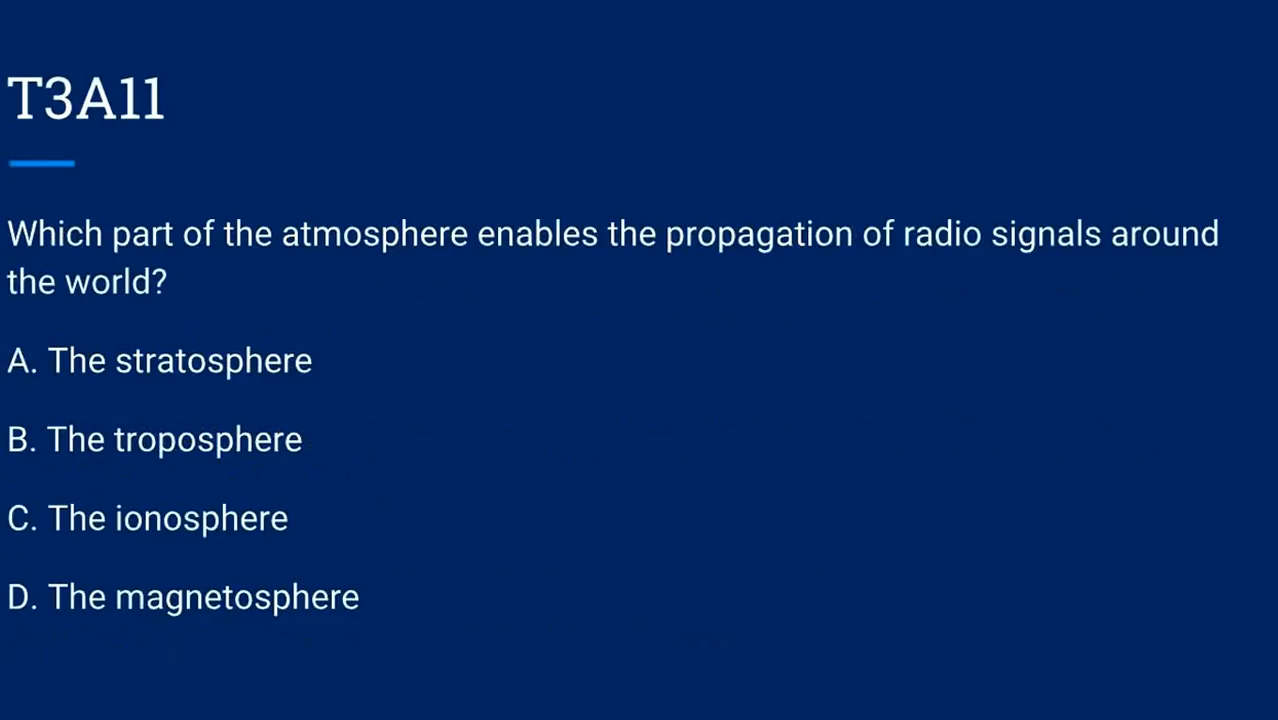 T3A11
Which part of the atmosphere enables the propagation of radio signals around
the world?
A. The stratosphere
B. The troposphere
C. The ionosphere
D. The magnetosphere